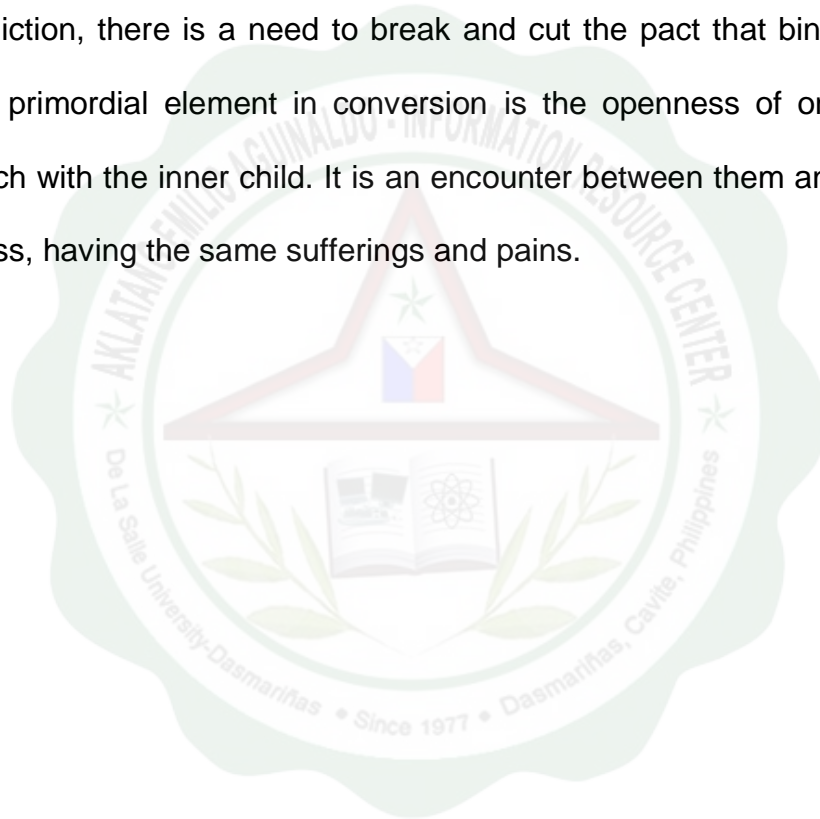 iction, there is a need to break and cut the pact that bin
primordial element in conversion is the openness of or
ch with the inner child. It is an encounter between them ar
ss, having the same sufferings and pains.
AKLATANG EMILIO AGUINALDO - INFORMATION RESOURCE CENTER
De La Salle University-Dasmariñas • Since 1977 • Dasmariñas, Cavite, Philippines